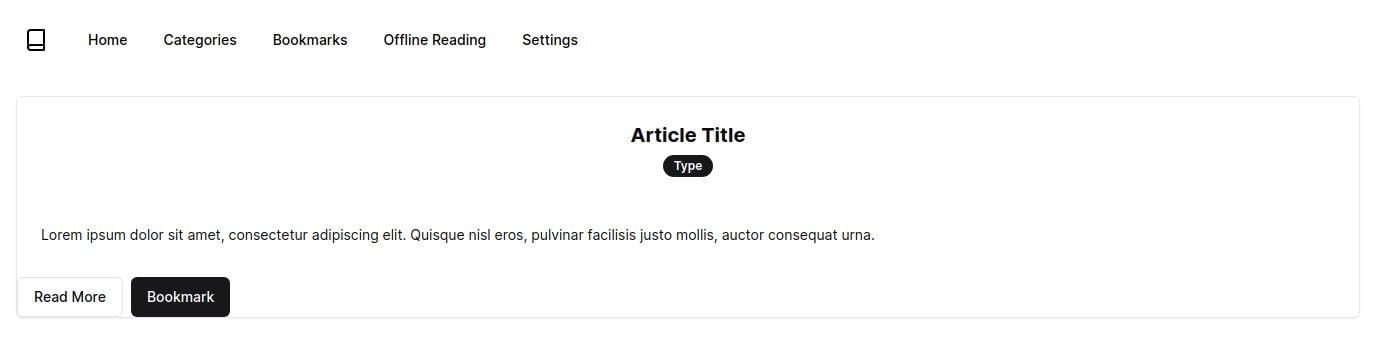 Home Categories Bookmarks Offline Reading Settings
Article Title
Type
Lorem ipsum dolor sit amet, consectetur adipiscing elit. Quisque nisl eros, pulvinar facilisis justo mollis, auctor consequat urna.
Read More Bookmark